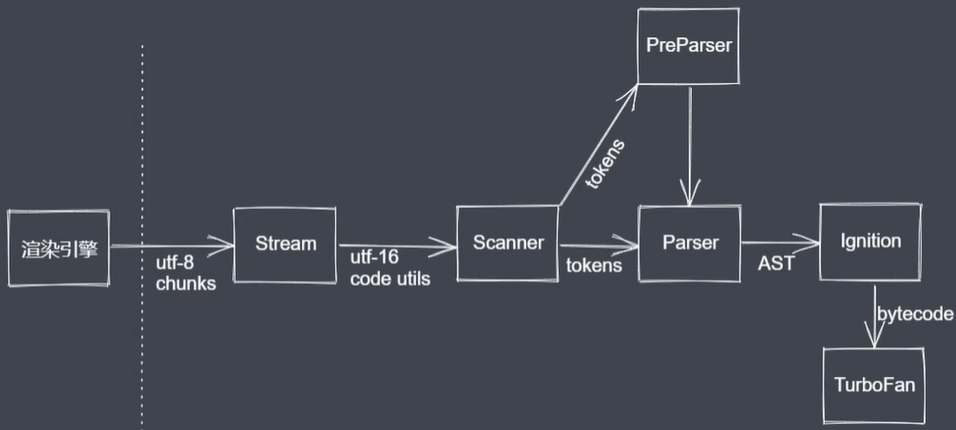 PreParser
tokens
渲染引擎
utf-8
chunks
Stream
utf-16
code utils
Scanner
tokens
Parser
AST
Ignition
bytecode
TurboFan